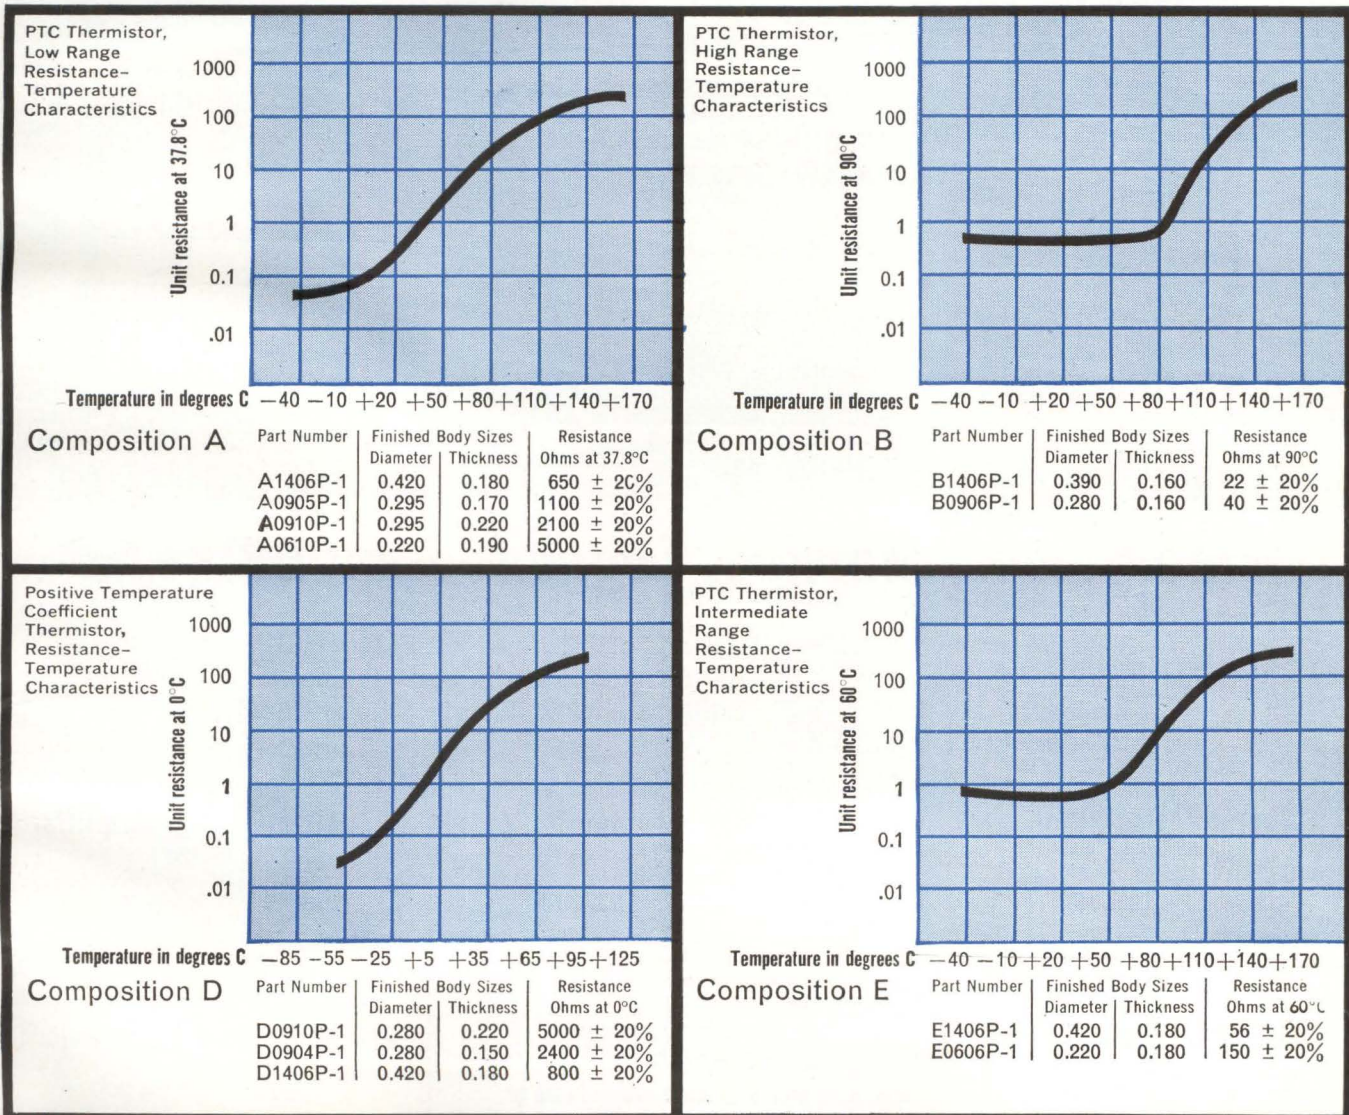 PTC Thermistor,
Low Range
Resistance-
Temperature
Characteristics
Unit resistance at 37.8°C
1000
100
10
1
0.1
.01
Temperature in degrees C −40 −10 +20 +50 +80 +110 +140 +170
Composition A
Part Number Finished Body Sizes Resistance
Diameter Thickness Ohms at 37.8°C
A1406P-1 0.420 0.180 650 ± 20%
A0905P-1 0.295 0.170 1100 ± 20%
A0910P-1 0.295 0.220 2100 ± 20%
A0610P-1 0.220 0.190 5000 ± 20%
PTC Thermistor,
High Range
Resistance-
Temperature
Characteristics
Unit resistance at 90°C
1000
100
10
1
0.1
.01
Temperature in degrees C −40 −10 +20 +50 +80 +110 +140 +170
Composition B
Part Number Finished Body Sizes Resistance
Diameter Thickness Ohms at 90°C
B1406P-1 0.390 0.160 22 ± 20%
B0906P-1 0.280 0.160 40 ± 20%
Positive Temperature
Coefficient
Thermistor,
Resistance-
Temperature
Characteristics
Unit resistance at 0°C
1000
100
10
1
0.1
.01
Temperature in degrees C −85 −55 −25 +5 +35 +65 +95 +125
Composition D
Part Number Finished Body Sizes Resistance
Diameter Thickness Ohms at 0°C
D0910P-1 0.280 0.220 5000 ± 20%
D0904P-1 0.280 0.150 2400 ± 20%
D1406P-1 0.420 0.180 800 ± 20%
PTC Thermistor,
Intermediate
Range
Resistance-
Temperature
Characteristics
Unit resistance at 60°C
1000
100
10
1
0.1
.01
Temperature in degrees C −40 −10 +20 +50 +80 +110 +140 +170
Composition E
Part Number Finished Body Sizes Resistance
Diameter Thickness Ohms at 60°C
E1406P-1 0.420 0.180 56 ± 20%
E0606P-1 0.220 0.180 150 ± 20%